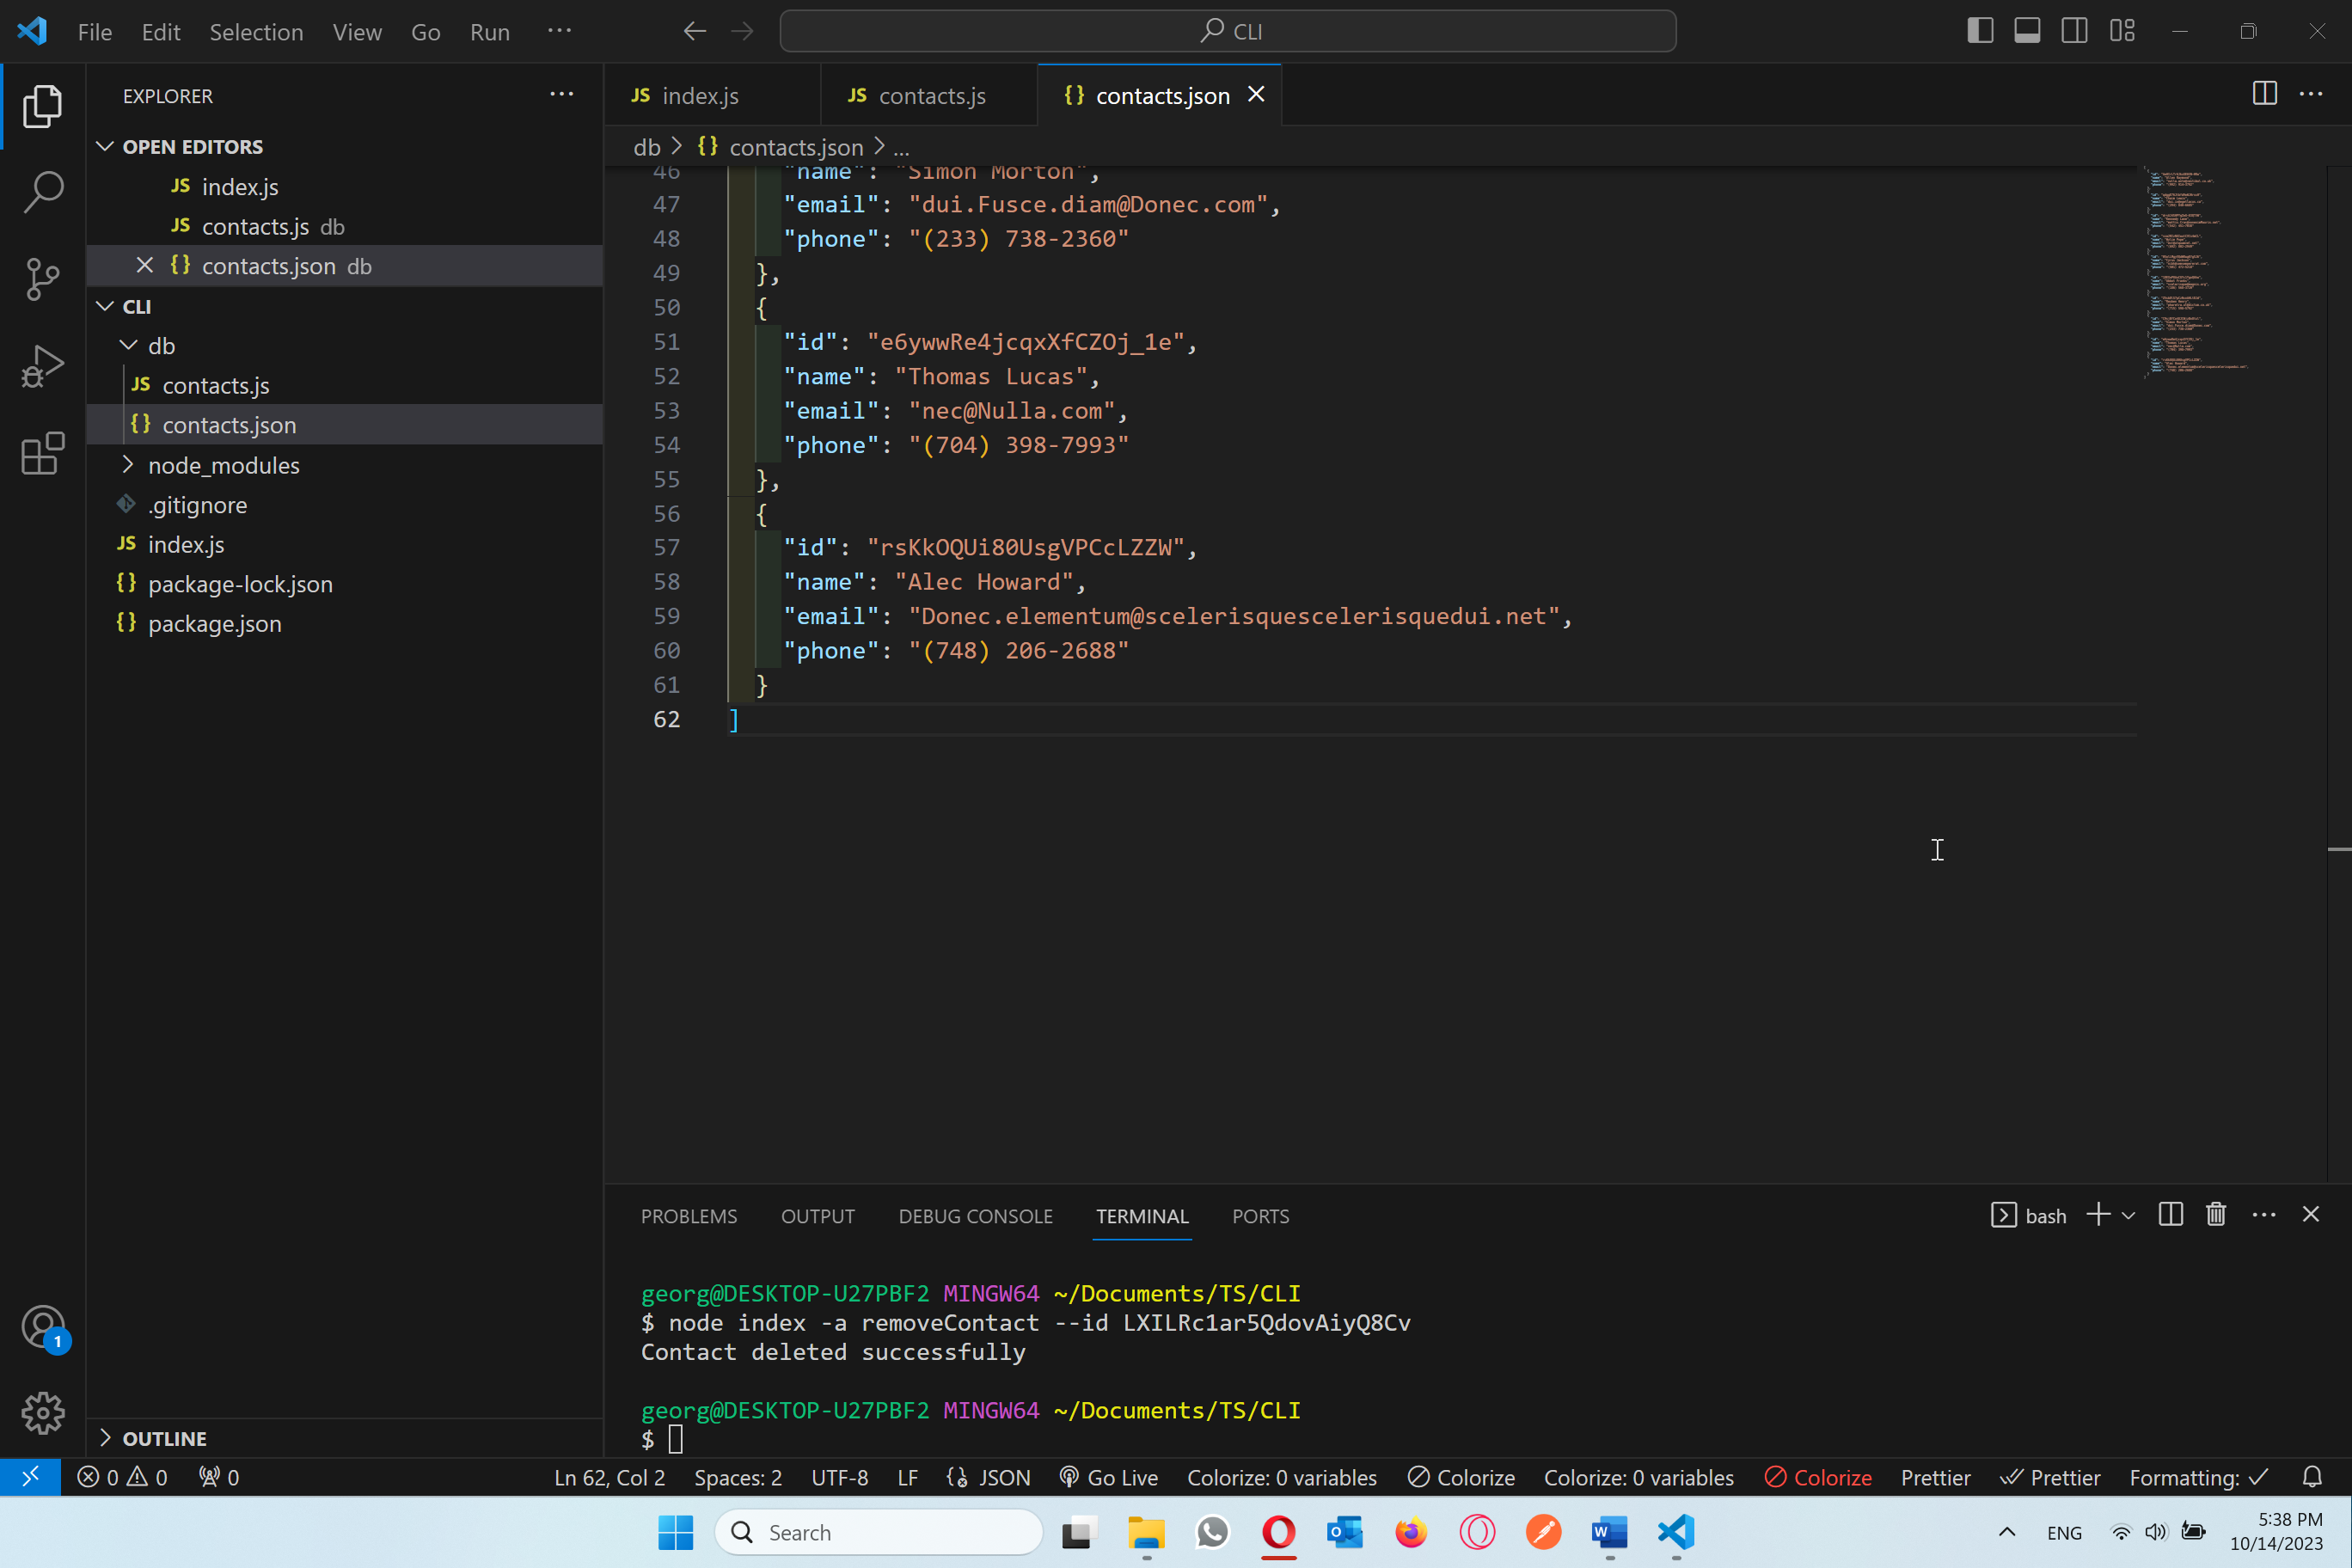 File Edit Selection View Go Run ··· CLI
EXPLORER ···
OPEN EDITORS
JS index.js
JS contacts.js db
{} contacts.json db
CLI
db
JS contacts.js
{} contacts.json
node_modules
.gitignore
JS index.js
{} package-lock.json
{} package.json
OUTLINE
1
JS index.js JS contacts.js {} contacts.json
db > {} contacts.json > ...
46 "name": "Simon Morton",
47 "email": "dui.Fusce.diam@Donec.com",
48 "phone": "(233) 738-2360"
49 },
50 {
51 "id": "e6ywwRe4jcqxXfCZOj_1e",
52 "name": "Thomas Lucas",
53 "email": "nec@Nulla.com",
54 "phone": "(704) 398-7993"
55 },
56 {
57 "id": "rsKkOQUi80UsgVPCcLZZW",
58 "name": "Alec Howard",
59 "email": "Donec.elementum@scelerisquescelerisquedui.net",
60 "phone": "(748) 206-2688"
61 }
62 ]
PROBLEMS OUTPUT DEBUG CONSOLE TERMINAL PORTS bash
georg@DESKTOP-U27PBF2 MINGW64 ~/Documents/TS/CLI
$ node index -a removeContact --id LXILRc1ar5QdovAiyQ8Cv
Contact deleted successfully
georg@DESKTOP-U27PBF2 MINGW64 ~/Documents/TS/CLI
$
0 0 0 Ln 62, Col 2 Spaces: 2 UTF-8 LF JSON Go Live Colorize: 0 variables Colorize Colorize: 0 variables Colorize Prettier Prettier Formatting:
Search ENG 5:38 PM
10/14/2023